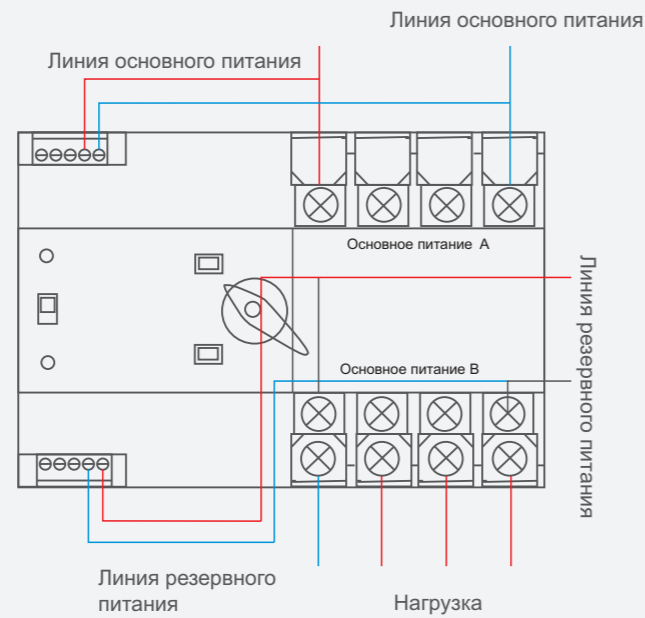 Линия основного питания
Линия основного питания
Основное питание А
Линия резервного питания
Основное питание В
Линия резервного
питания
Нагрузка